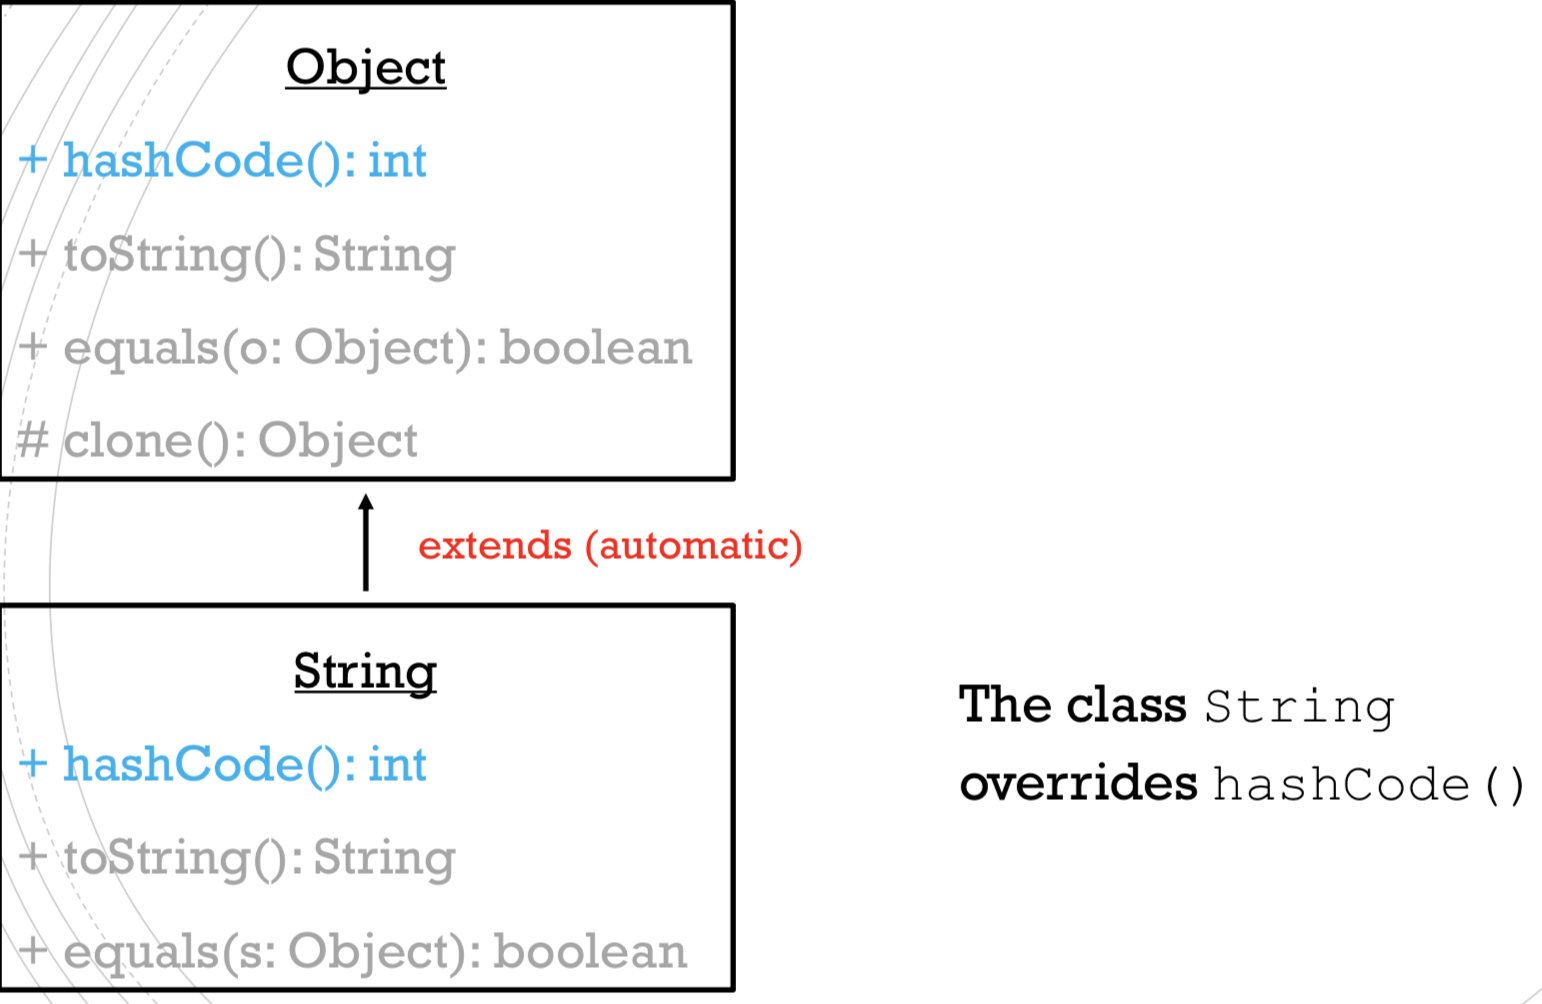 Object
+ hashCode(): int
+ toString(): String
+ equals(o: Object): boolean
# clone(): Object
extends (automatic)
String
+ hashCode(): int
+ toString(): String
+ equals(s: Object): boolean
The class String
overrides hashCode()